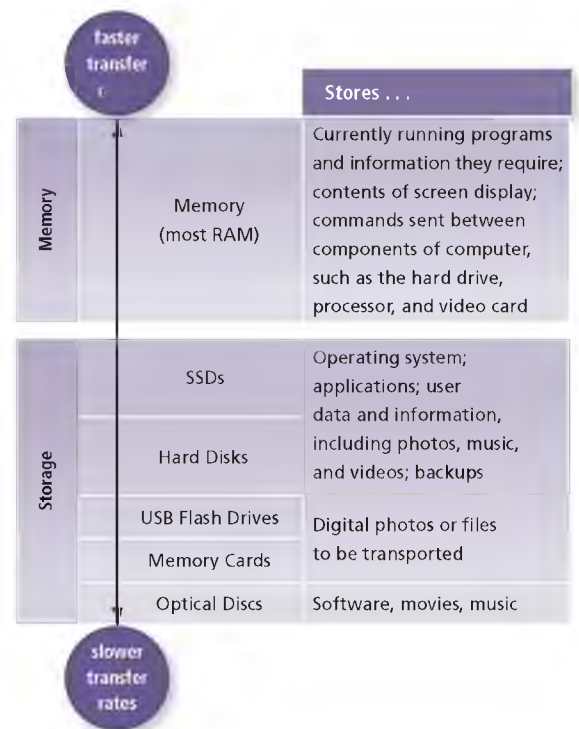 faster
transfer
Stores . . .
Memory
Memory
(most RAM)
Currently running programs
and information they require;
contents of screen display;
commands sent between
components of computer,
such as the hard drive,
processor, and video card
Storage
SSDs
Operating system;
applications; user
data and information,
including photos, music,
and videos; backups
Hard Disks
USB Flash Drives
Digital photos or files
to be transported
Memory Cards
Optical Discs
Software, movies, music
slower
transfer
rates